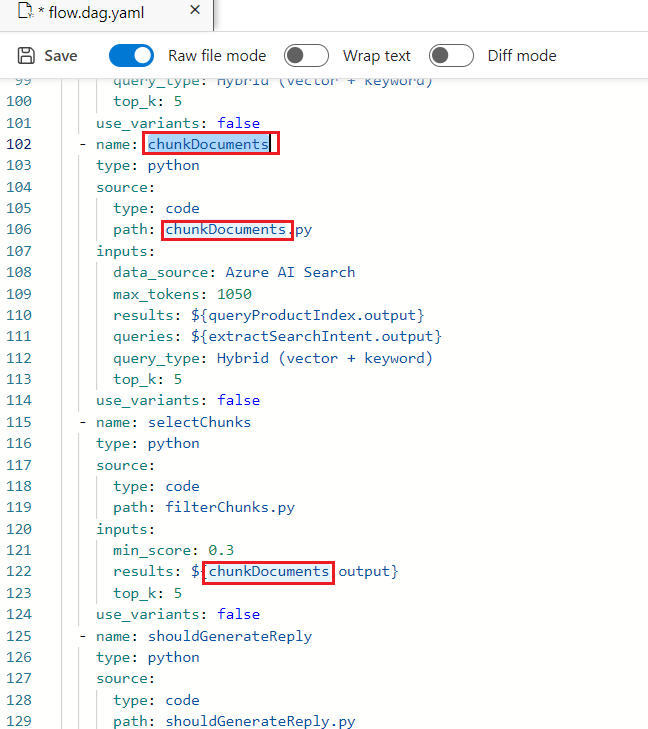 * flow.dag.yaml
Save Raw file mode Wrap text Diff mode
99 query_type: Hybrid (vector + keyword)
100 top_k: 5
101 use_variants: false
102 - name: chunkDocuments
103 type: python
104 source:
105 type: code
106 path: chunkDocuments.py
107 inputs:
108 data_source: Azure AI Search
109 max_tokens: 1050
110 results: ${queryProductIndex.output}
111 queries: ${extractSearchIntent.output}
112 query_type: Hybrid (vector + keyword)
113 top_k: 5
114 use_variants: false
115 - name: selectChunks
116 type: python
117 source:
118 type: code
119 path: filterChunks.py
120 inputs:
121 min_score: 0.3
122 results: ${chunkDocuments output}
123 top_k: 5
124 use_variants: false
125 - name: shouldGenerateReply
126 type: python
127 source:
128 type: code
129 path: shouldGenerateReply.py